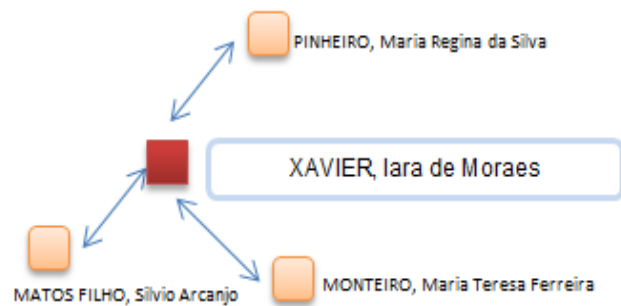 PINHEIRO, Maria Regina da Silva
XAVIER, Iara de Moraes
MATOS FILHO, Silvio Arcanjo
MONTEIRO, Maria Teresa Ferreira